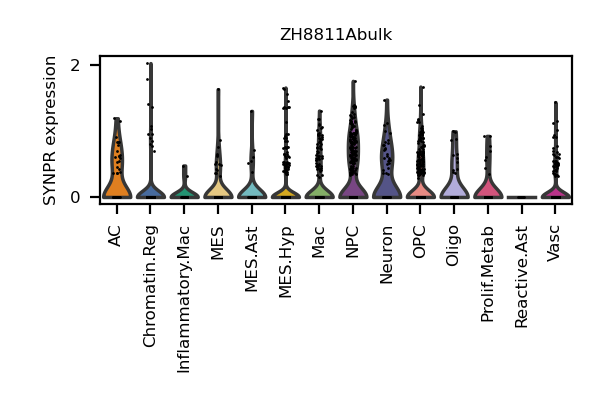 ZH8811Abulk
SYNPR expression
2
0
AC
Chromatin.Reg
Inflammatory.Mac
MES
MES.Ast
MES.Hyp
Mac
NPC
Neuron
OPC
Oligo
Prolif.Metab
Reactive.Ast
Vasc